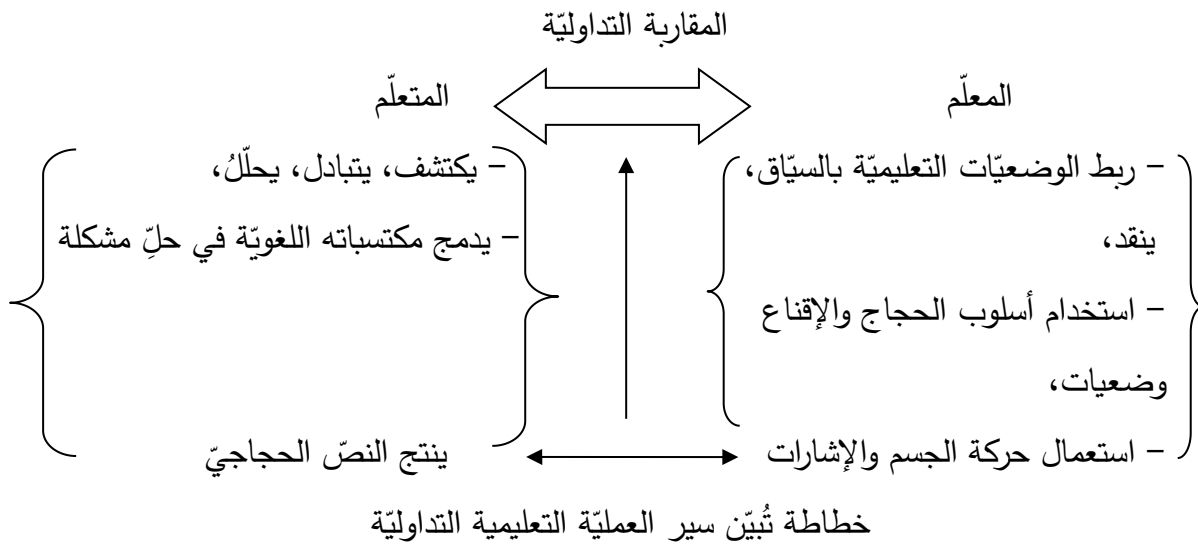 المقاربة التداوليّة
المعلّم
المتعلّم
– ربط الوضعيّات التعليميّة بالسيّاق،
ينقد،
– استخدام أسلوب الحجاج والإقناع
وضعيات،
– استعمال حركة الجسم والإشارات
– يكتشف، يتبادل، يحلّلُ،
– يدمج مكتسباته اللغويّة في حلِّ مشكلة
ينتج النصّ الحجاجيّ
خطاطة تُبيّن سير العمليّة التعليمية التداوليّة